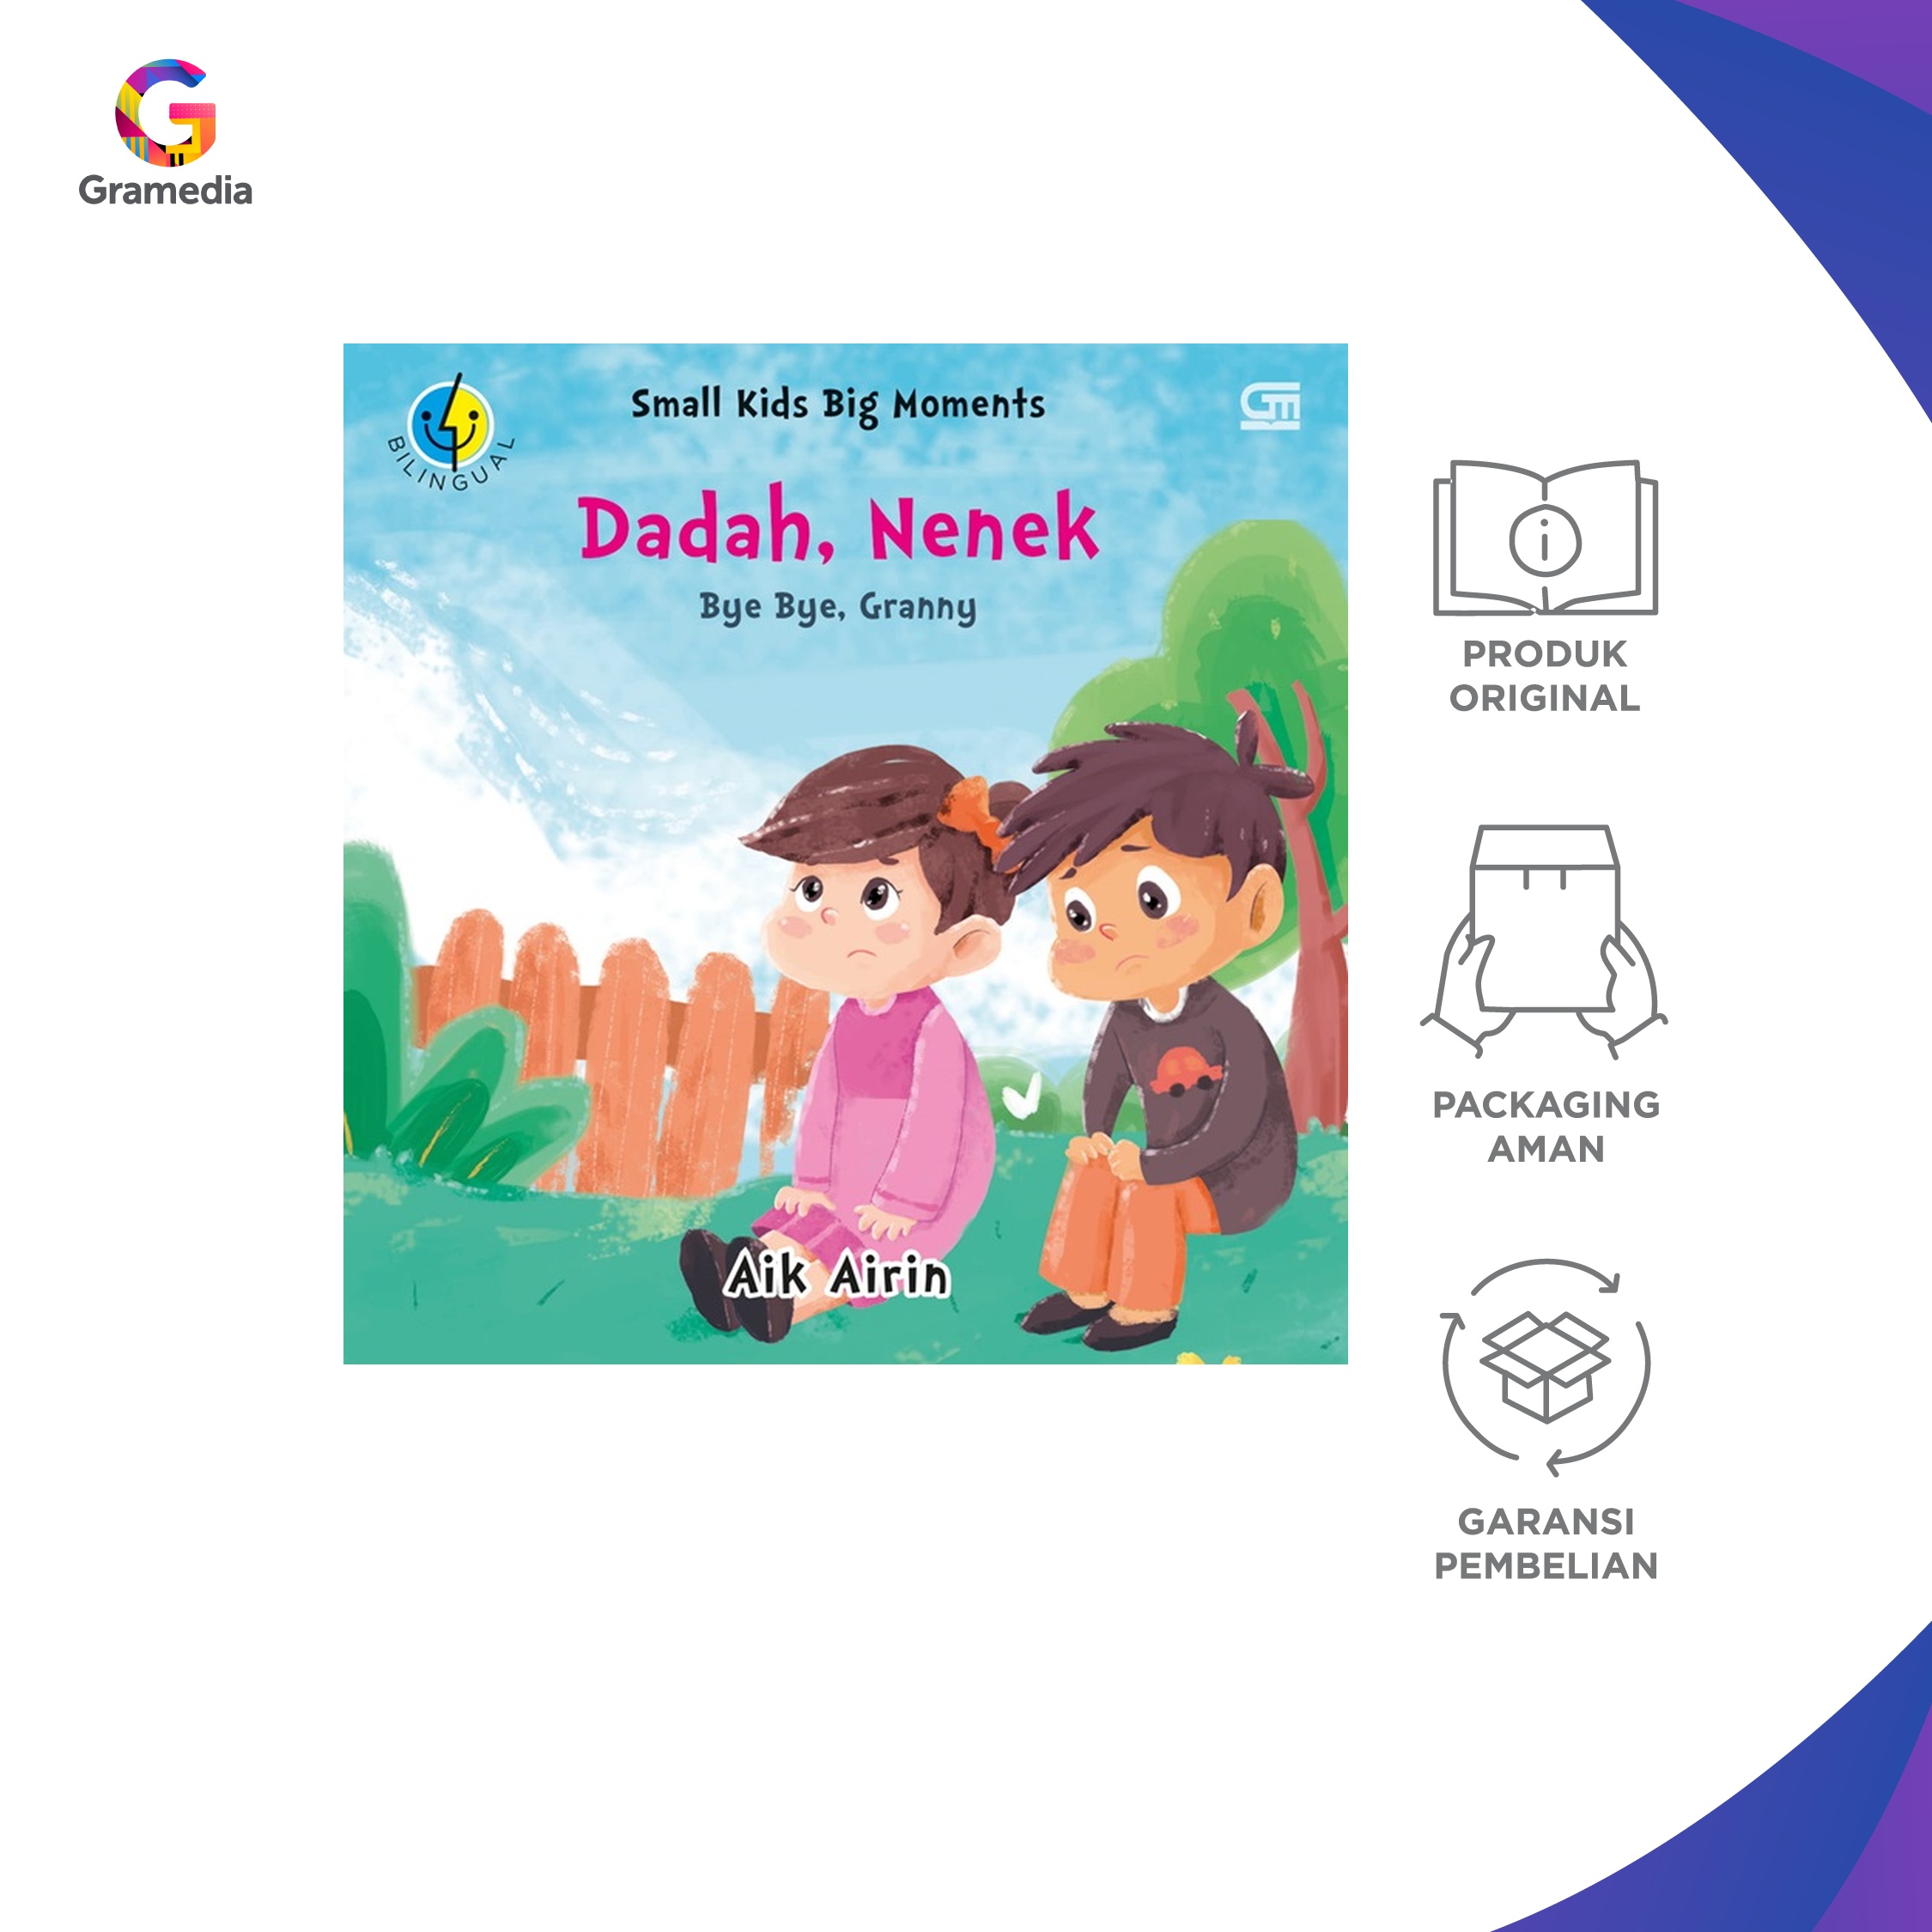 Gramedia
BILINGUAL
Small Kids Big Moments
GM
Dadah, Nenek
Bye Bye, Granny
Aik Airin
PRODUK
ORIGINAL
PACKAGING
AMAN
GARANSI
PEMBELIAN